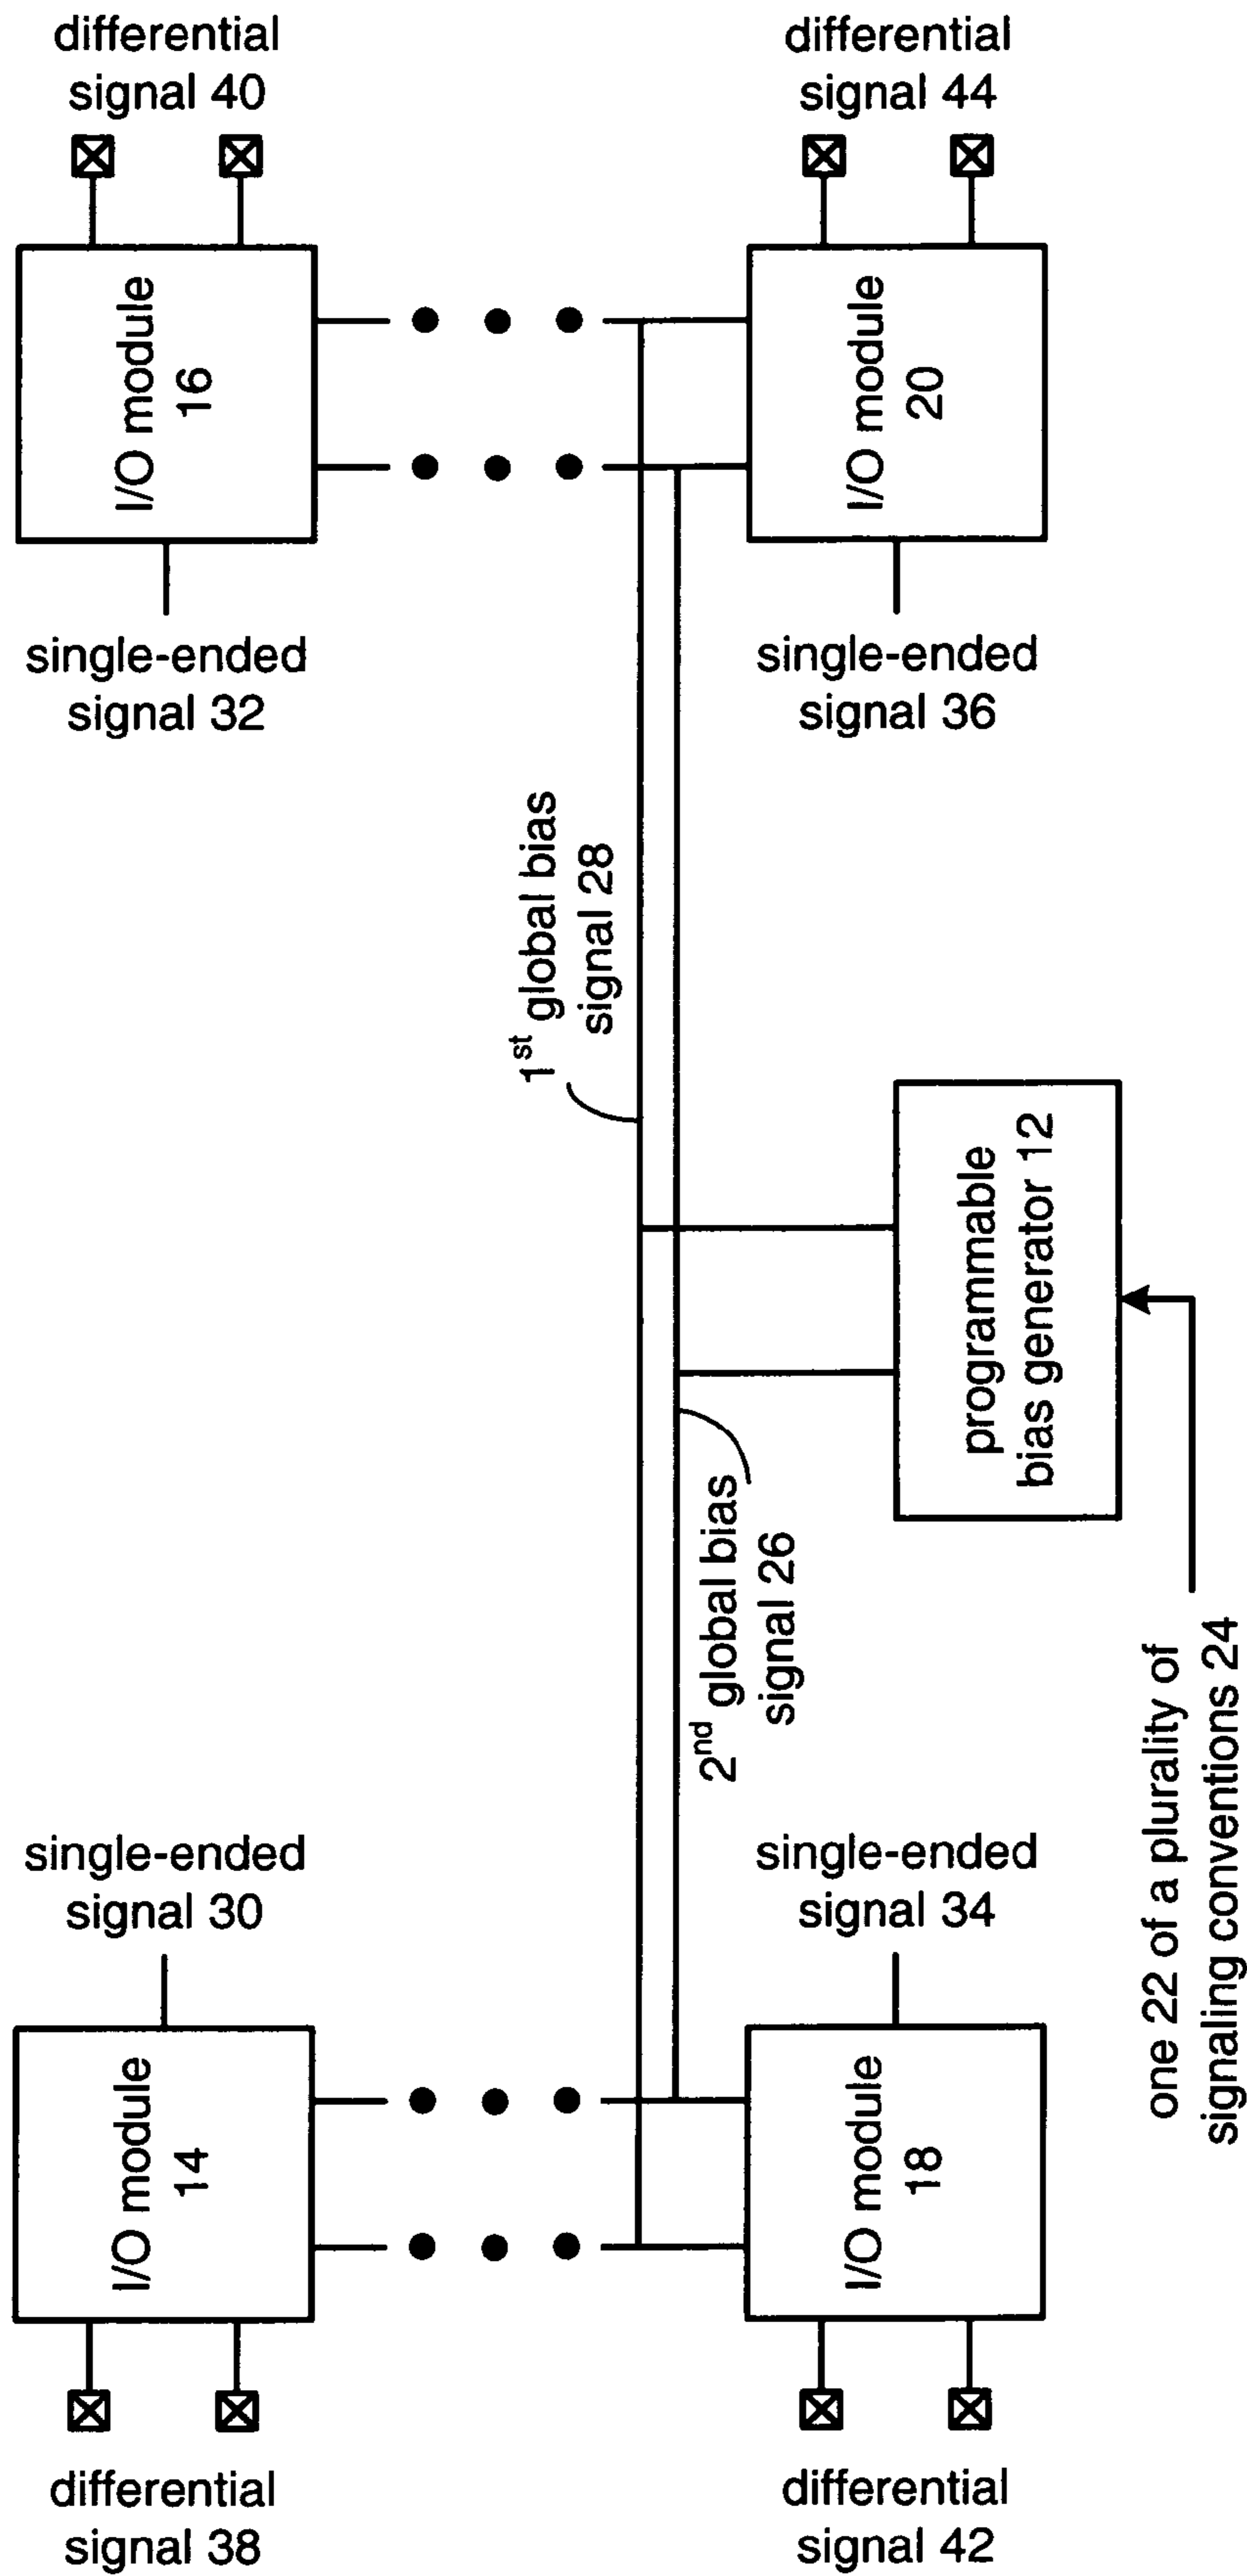 differential
signal 40
differential
signal 44
I/O module
16
I/O module
20
single-ended
signal 32
single-ended
signal 36
1st global bias
signal 28
programmable
bias generator 12
2nd global bias
signal 26
one 22 of a plurality of
signaling conventions 24
single-ended
signal 30
single-ended
signal 34
I/O module
14
I/O module
18
differential
signal 38
differential
signal 42